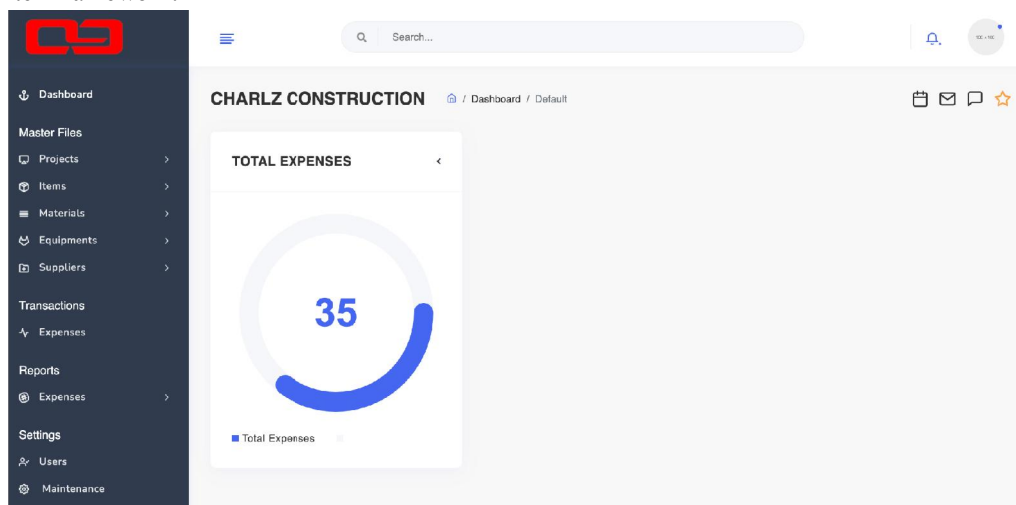 Search...
Dashboard
CHARLZ CONSTRUCTION / Dashboard / Default
Master Files
Projects
Items
Materials
Equipments
Suppliers
Transactions
Expenses
Reports
Expenses
Settings
Users
Maintenance
TOTAL EXPENSES
35
Total Expenses